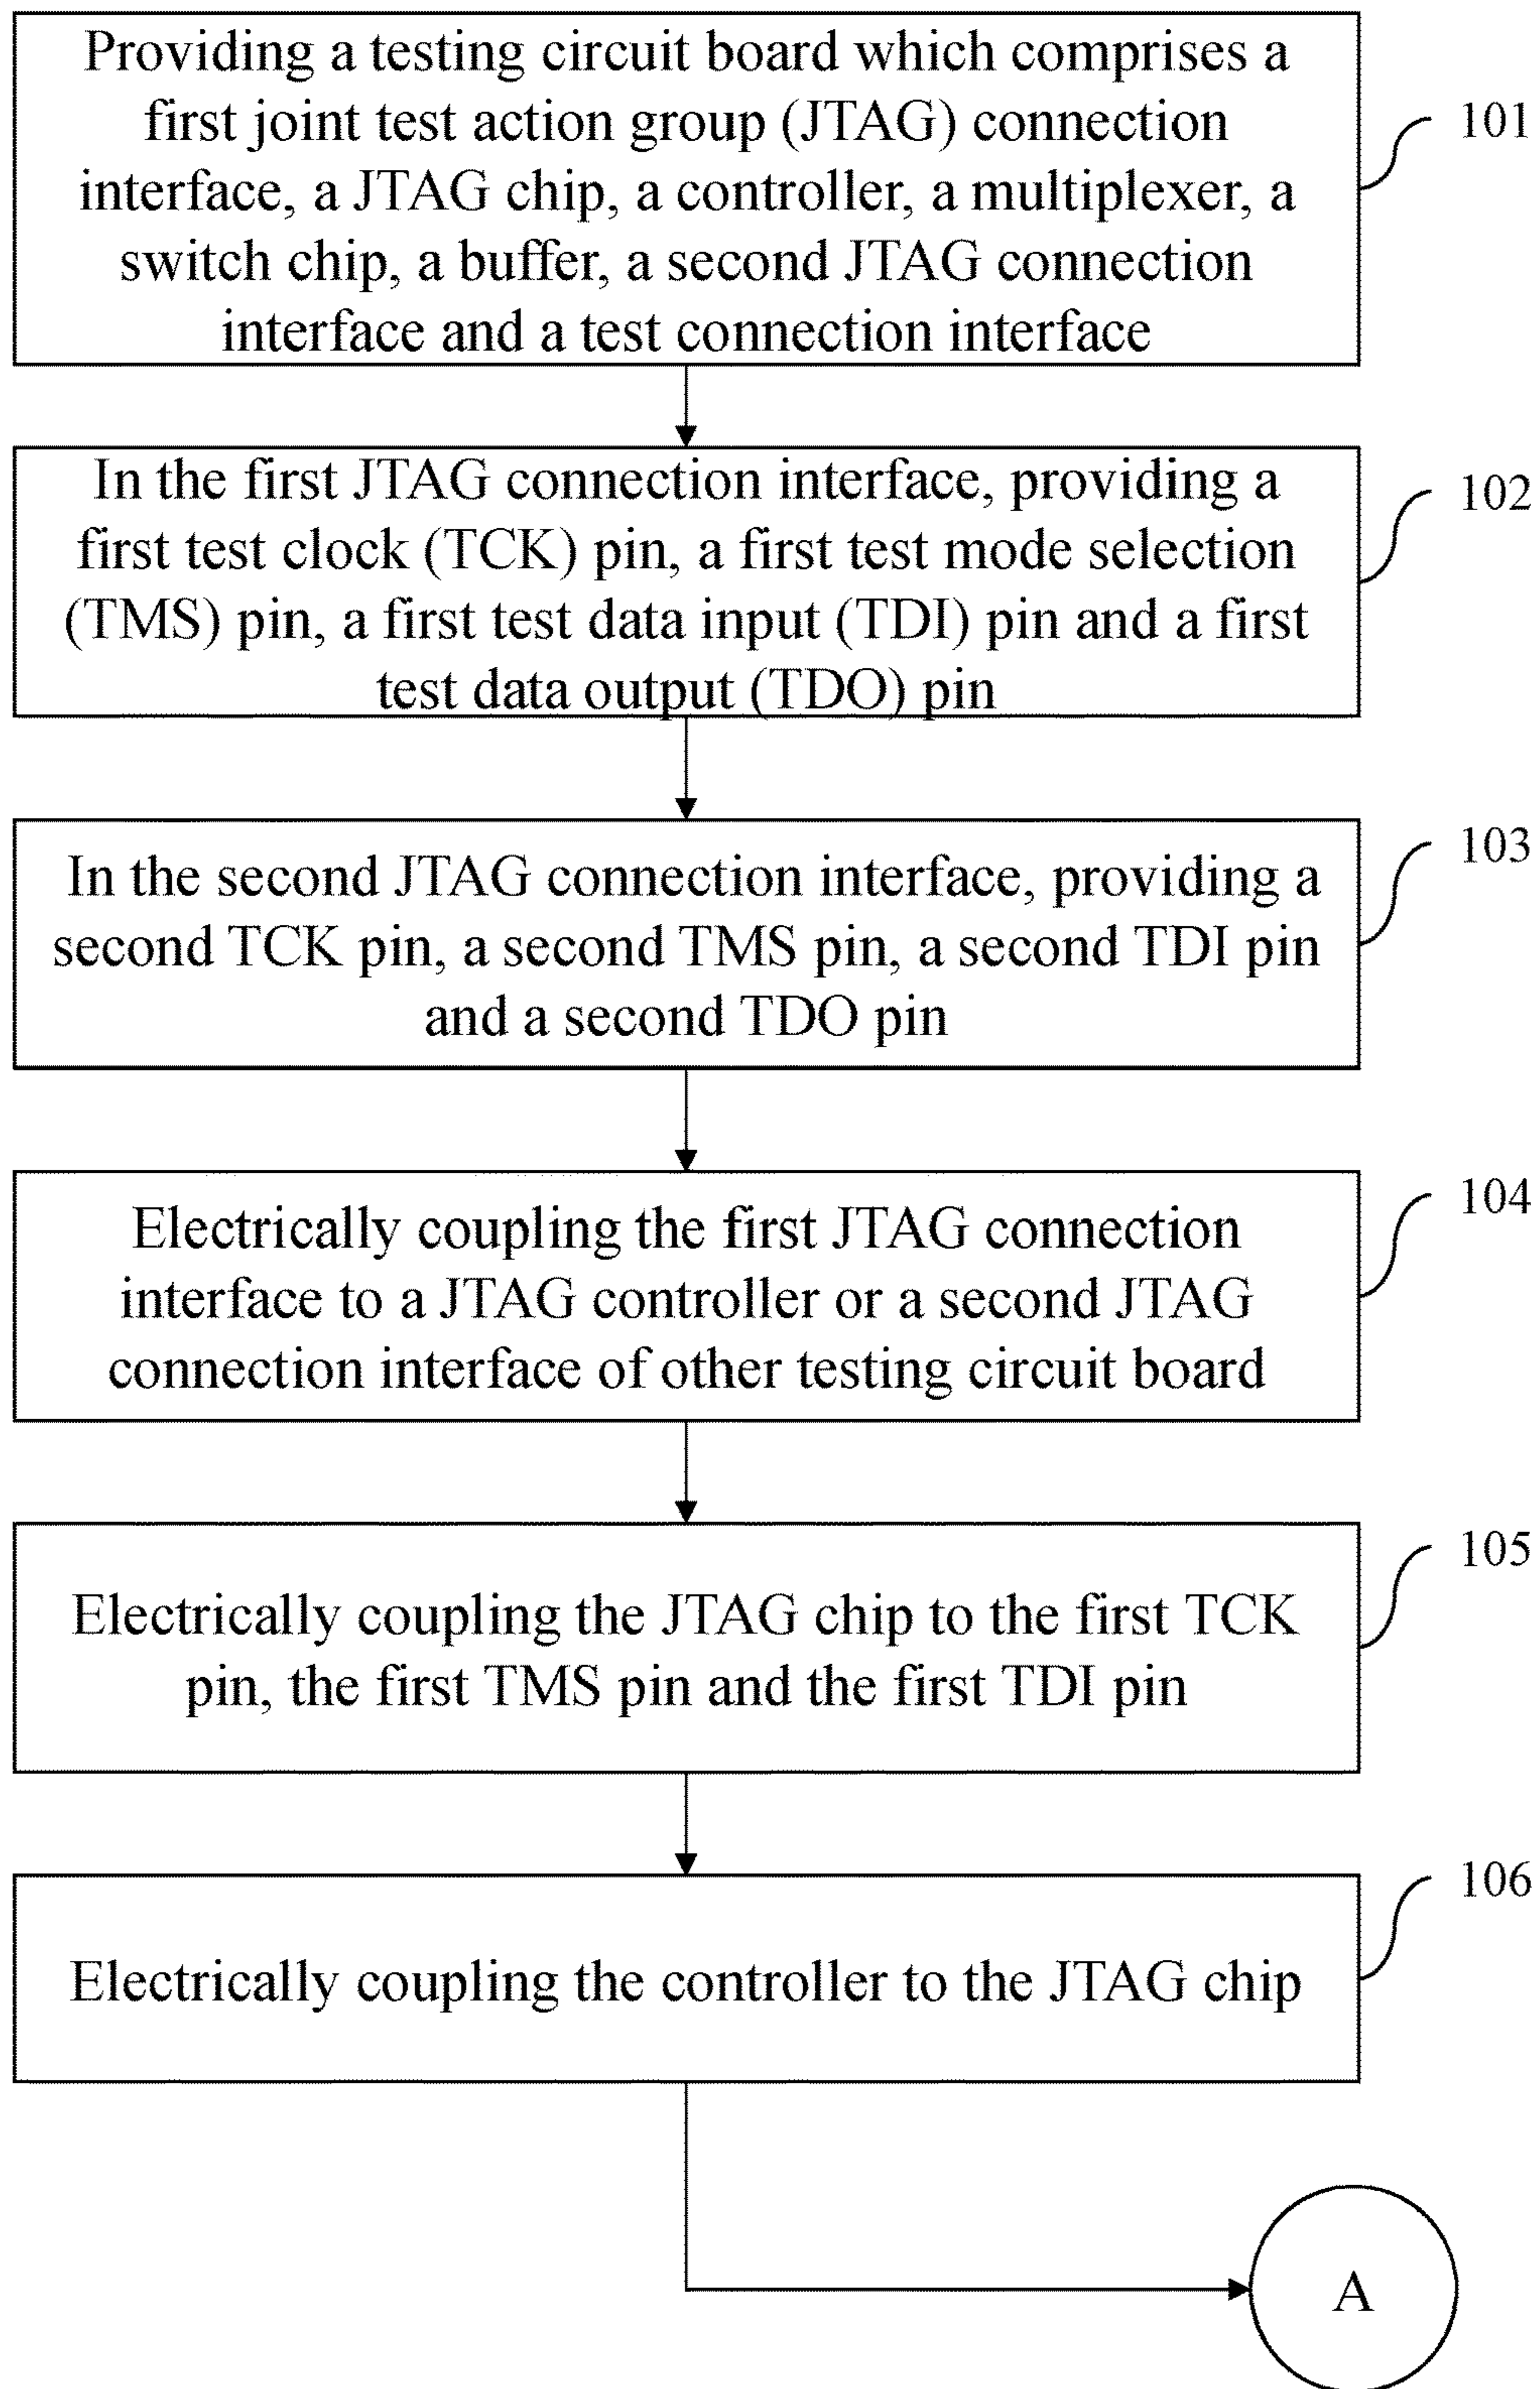 Providing a testing circuit board which comprises a
first joint test action group (JTAG) connection
interface, a JTAG chip, a controller, a multiplexer, a
switch chip, a buffer, a second JTAG connection
interface and a test connection interface
101
In the first JTAG connection interface, providing a
first test clock (TCK) pin, a first test mode selection
(TMS) pin, a first test data input (TDI) pin and a first
test data output (TDO) pin
102
In the second JTAG connection interface, providing a
second TCK pin, a second TMS pin, a second TDI pin
and a second TDO pin
103
Electrically coupling the first JTAG connection
interface to a JTAG controller or a second JTAG
connection interface of other testing circuit board
104
Electrically coupling the JTAG chip to the first TCK
pin, the first TMS pin and the first TDI pin
105
Electrically coupling the controller to the JTAG chip
106
A